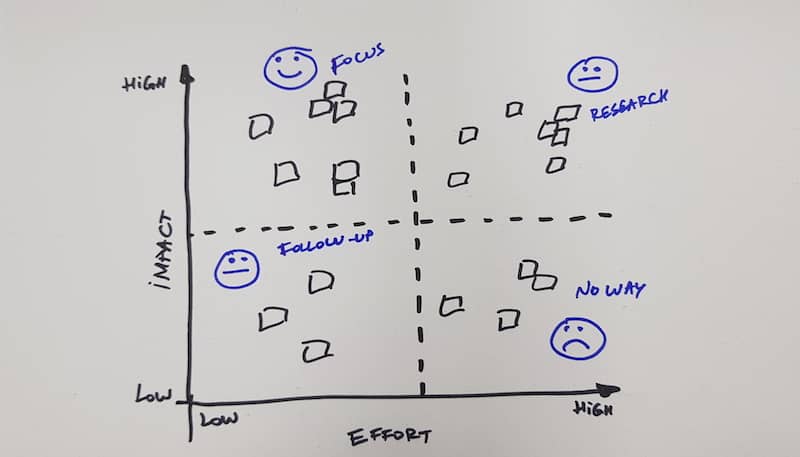 FOCUS
HIGH
RESEARCH
IMPACT
FOLLOW-UP
NO WAY
LOW
LOW
HIGH
EFFORT